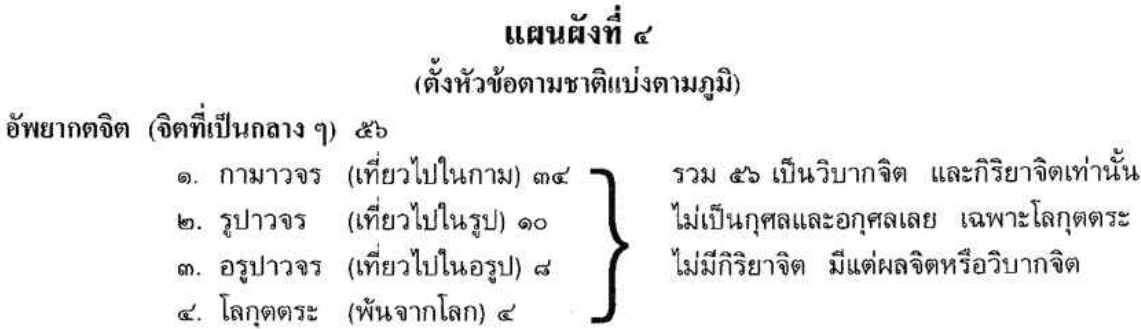 แผนผังที่ ๔
(ตั้งหัวข้อตามชาติแบ่งตามภูมิ)
อัพยากตจิต (จิตที่เป็นกลาง ๆ) ๕๖
๑. กามาวจร (เที่ยวไปในกาม) ๓๔ รวม ๕๖ เป็นวิบากจิต และกิริยาจิตเท่านั้น
๒. รูปาวจร (เที่ยวไปในรูป) ๑๐ ไม่เป็นกุศลและอกุศลเลย เฉพาะโลกุตตระ
๓. อรูปาวจร (เที่ยวไปในอรูป) ๘ ไม่มีกิริยาจิต มีแต่ผลจิตหรือวิบากจิต
๔. โลกุตตระ (พ้นจากโลก) ๔